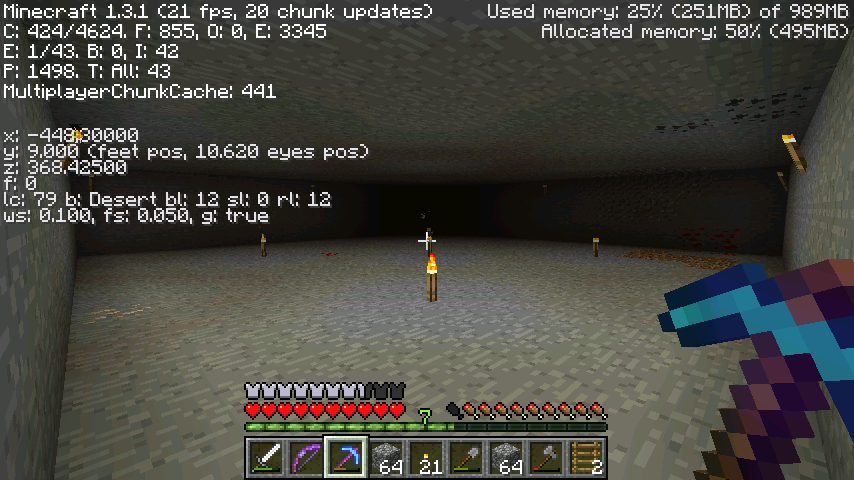 Minecraft 1.3.1 (21 fps, 20 chunk updates)
Used memory: 25% (251MB) of 989MB
C: 424/4624. F: 855, O: 0, E: 3345
Allocated memory: 50% (495MB)
E: 1/43. B: 0, I: 42
P: 1498. T: All: 43
MultiplayerChunkCache: 441
x: -448.30000
y: 9.000 (feet pos, 10.620 eyes pos)
z: 368.42500
f: 0
lc: 79 b: Desert bl: 12 sl: 0 rl: 12
ws: 0.100, fs: 0.050, g: true
7
64 21 64 2